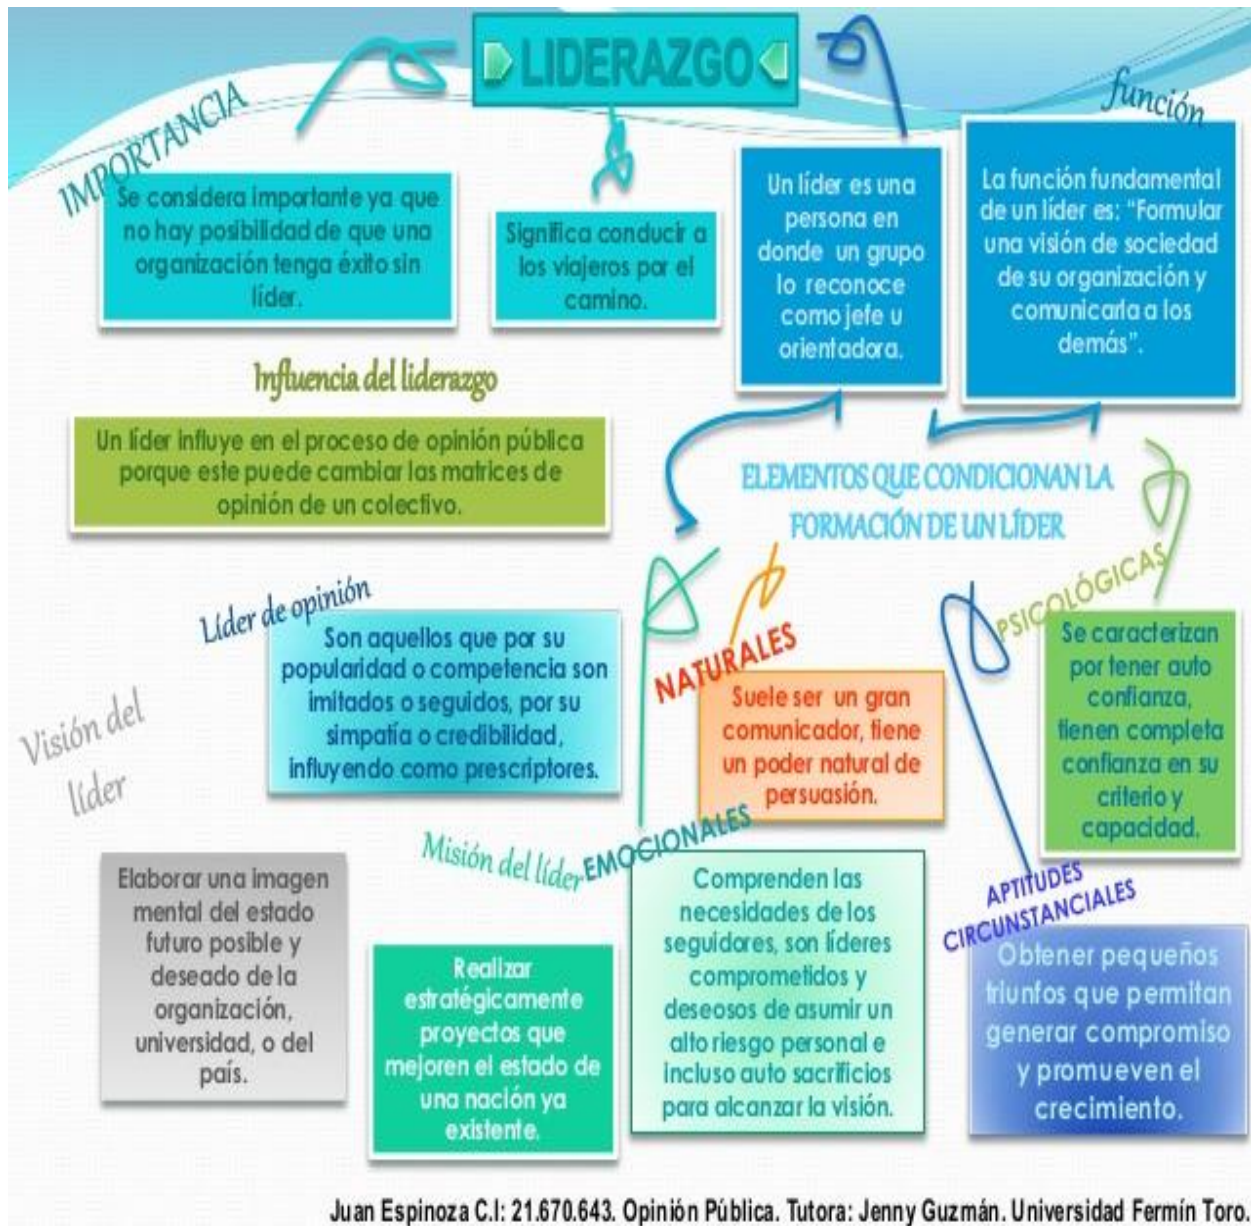 LIDERAZGO
IMPORTANCIA
Se considera importante ya que
no hay posibilidad de que una
organización tenga éxito sin
líder.
Significa conducir a
los viajeros por el
camino.
Un líder es una
persona en
donde un grupo
lo reconoce
como jefe u
orientadora.
función
La función fundamental
de un líder es: “Formular
una visión de sociedad
de su organización y
comunicarla a los
demás”.
Influencia del liderazgo
Un líder influye en el proceso de opinión pública
porque este puede cambiar las matrices de
opinión de un colectivo.
ELEMENTOS QUE CONDICIONAN LA
FORMACIÓN DE UN LÍDER
Líder de opinión
Son aquellos que por su
popularidad o competencia son
imitados o seguidos, por su
simpatía o credibilidad,
influyendo como prescriptores.
NATURALES
Suele ser un gran
comunicador, tiene
un poder natural de
persuasión.
PSICOLÓGICAS
Se caracterizan
por tener auto
confianza,
tienen completa
confianza en su
criterio y
capacidad.
Visión del
líder
Elaborar una imagen
mental del estado
futuro posible y
deseado de la
organización,
universidad, o del
país.
Misión del líder
Realizar
estratégicamente
proyectos que
mejoren el estado de
una nación ya
existente.
EMOCIONALES
Comprenden las
necesidades de los
seguidores, son líderes
comprometidos y
deseosos de asumir un
alto riesgo personal e
incluso auto sacrificios
para alcanzar la visión.
APTITUDES
CIRCUNSTANCIALES
Obtener pequeños
triunfos que permitan
generar compromiso
y promueven el
crecimiento.
Juan Espinoza C.I: 21.670.643. Opinión Pública. Tutora: Jenny Guzmán. Universidad Fermín Toro.